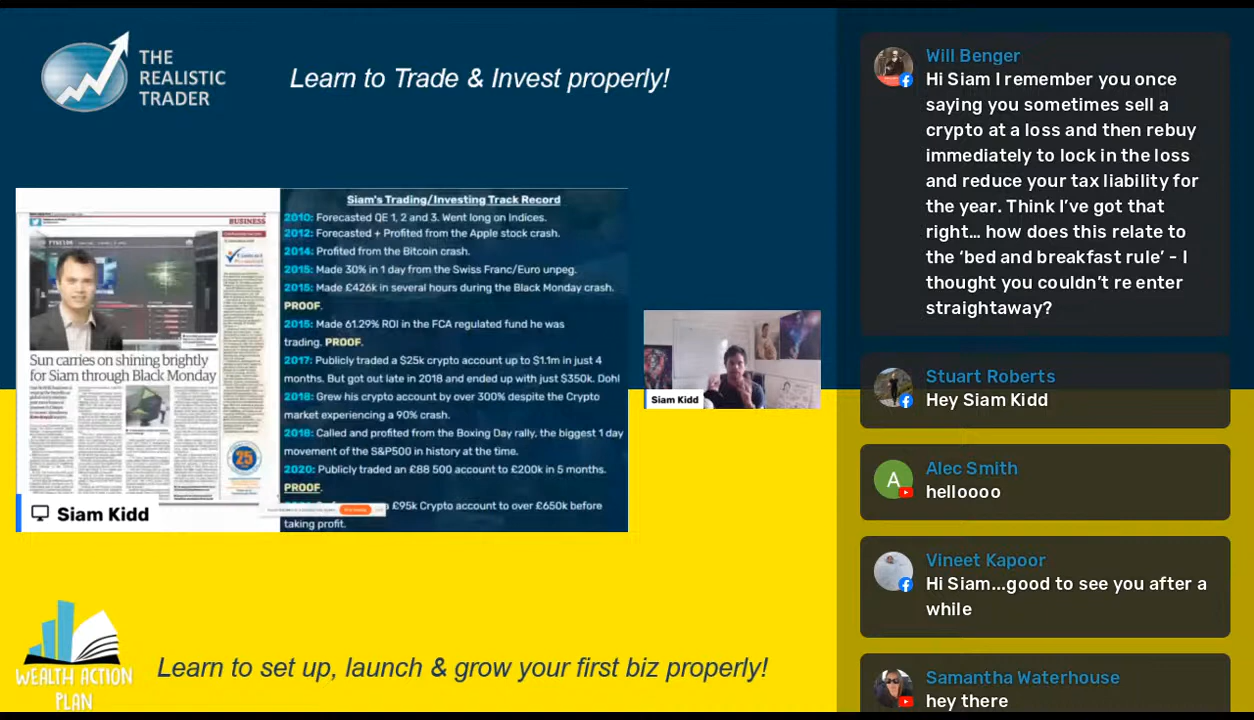 THE
REALISTIC
TRADER
Learn to Trade & Invest properly!
BUSINESS
Sun carries on shining brightly
for Siam through Black Monday
25
Siam Kidd
Siam's Trading/Investing Track Record
2010: Forecasted QE 1, 2 and 3. Went long on Indices.
2012: Forecasted + Profited from the Apple stock crash.
2014: Profited from the Bitcoin crash.
2015: Made 30% in 1 day from the Swiss Franc/Euro unpeg.
2015: Made £426k in several hours during the Black Monday crash.
PROOF.
2015: Made 61.29% ROI in the FCA regulated fund he was
trading. PROOF.
2017: Publicly traded a $25k crypto account up to $1.1m in just 4
months. But got out late in 2018 and ended up with just $350k. Doh!
2018: Grew his crypto account by over 300% despite the Crypto
market experiencing a 90% crash.
2018: Called and profited from the Boxing Day rally, the biggest 1 day
movement of the S&P500 in history at the time.
2020: Publicly traded an £88 500 account to £200k in 5 months.
PROOF.
£95k Crypto account to over £650k before
taking profit.
Siam Kidd
WEALTH ACTION
PLAN
Learn to set up, launch & grow your first biz properly!
Will Benger
Hi Siam I remember you once
saying you sometimes sell a
crypto at a loss and then rebuy
immediately to lock in the loss
and reduce your tax liability for
the year. Think I've got that
right... how does this relate to
the 'bed and breakfast rule' - I
thought you couldn't re enter
straightaway?
Stuart Roberts
Hey Siam Kidd
A
Alec Smith
helloooo
Vineet Kapoor
Hi Siam...good to see you after a
while
Samantha Waterhouse
hey there